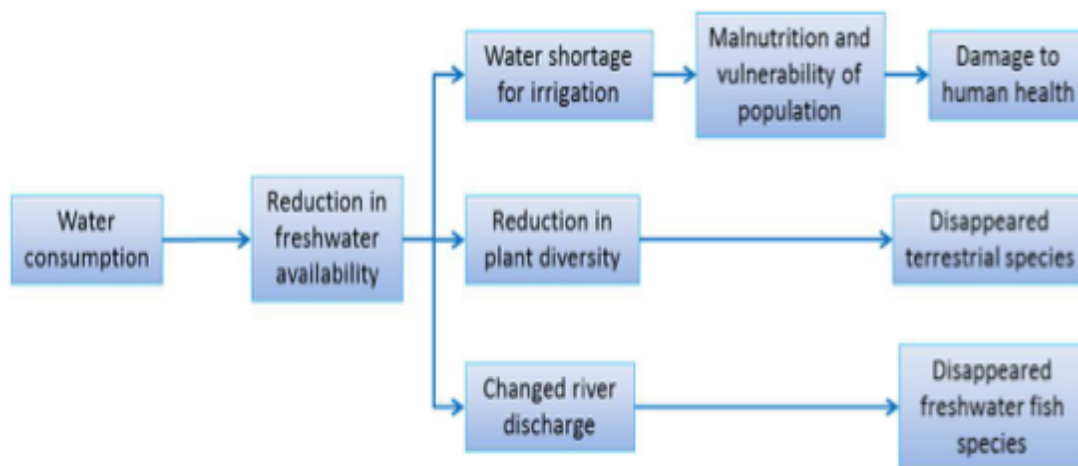 Water
consumption
Reduction in
freshwater
availability
Water shortage
for irrigation
Malnutrition and
vulnerability of
population
Damage to
human health
Reduction in
plant diversity
Disappeared
terrestrial species
Changed river
discharge
Disappeared
freshwater fish
species